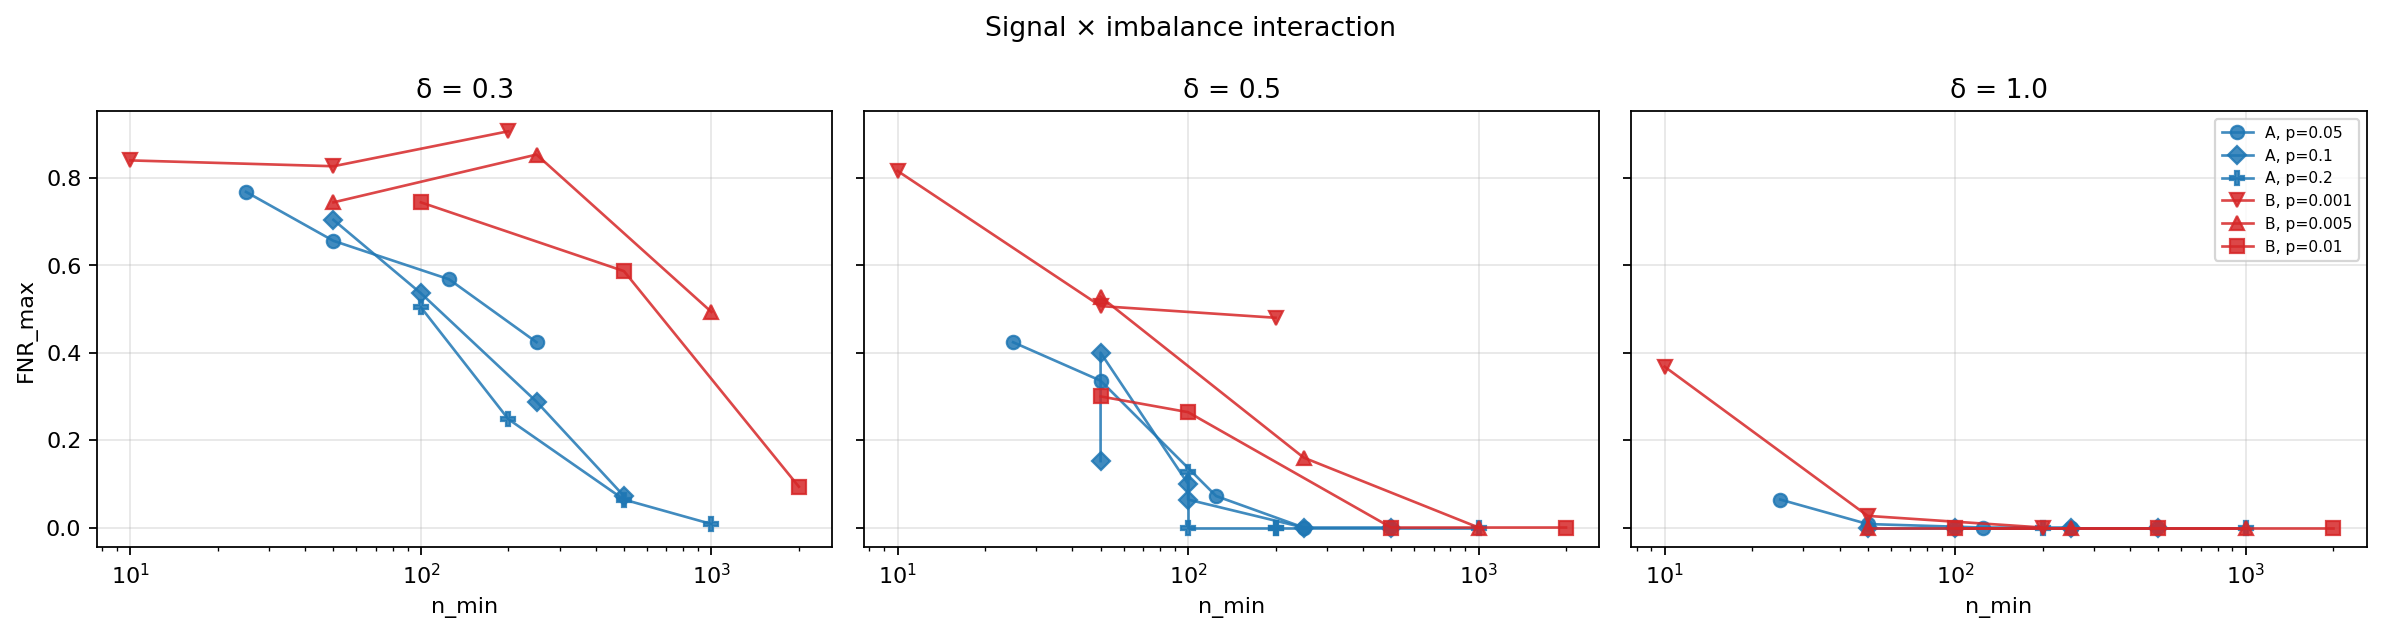 Signal × imbalance interaction
δ = 0.3
δ = 0.5
δ = 1.0
FNR_max
0.8
0.6
0.4
0.2
0.0
10¹
10²
10³
n_min
10¹
10²
10³
n_min
10¹
10²
10³
n_min
A, p=0.05
A, p=0.1
A, p=0.2
B, p=0.001
B, p=0.005
B, p=0.01